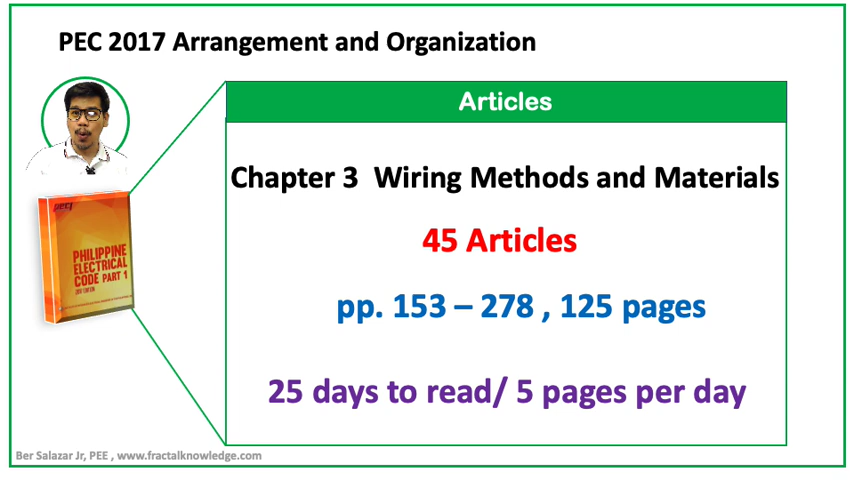 PEC 2017 Arrangement and Organization
Articles
Chapter 3 Wiring Methods and Materials
45 Articles
pp. 153 – 278 , 125 pages
25 days to read/ 5 pages per day
PHILIPPINE
ELECTRICAL
CODE PART 1
Ber Salazar Jr, PEE , www.fractalknowledge.com